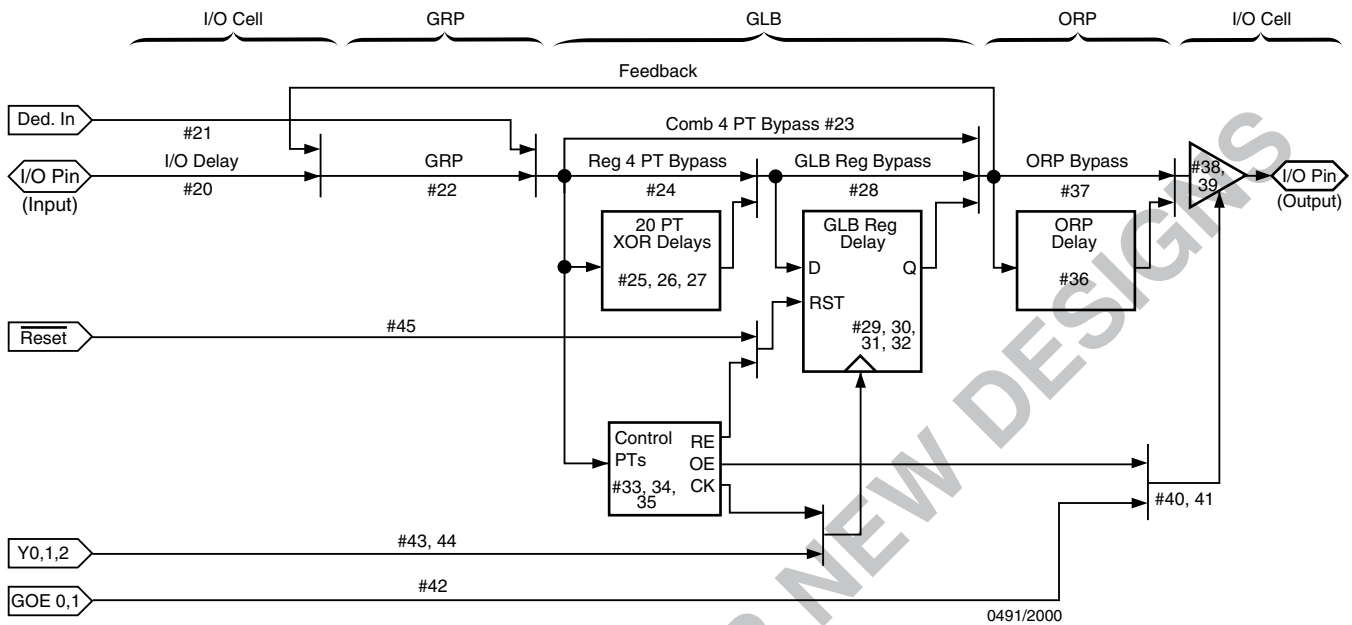 I/O Cell GRP GLB ORP I/O Cell
Feedback
Ded. In
#21
Comb 4 PT Bypass #23
I/O Pin
(Input)
I/O Delay
#20
GRP
#22
Reg 4 PT Bypass
#24
GLB Reg Bypass
#28
ORP Bypass
#37
#38,
39
I/O Pin
(Output)
20 PT
XOR Delays
#25, 26, 27
GLB Reg
Delay
D Q
RST
#29, 30,
31, 32
ORP
Delay
#36
Reset
#45
Control
PTs
#33, 34,
35
RE
OE
CK
#40, 41
Y0,1,2
#43, 44
GOE 0,1
#42
0491/2000
NEW DESIGNS